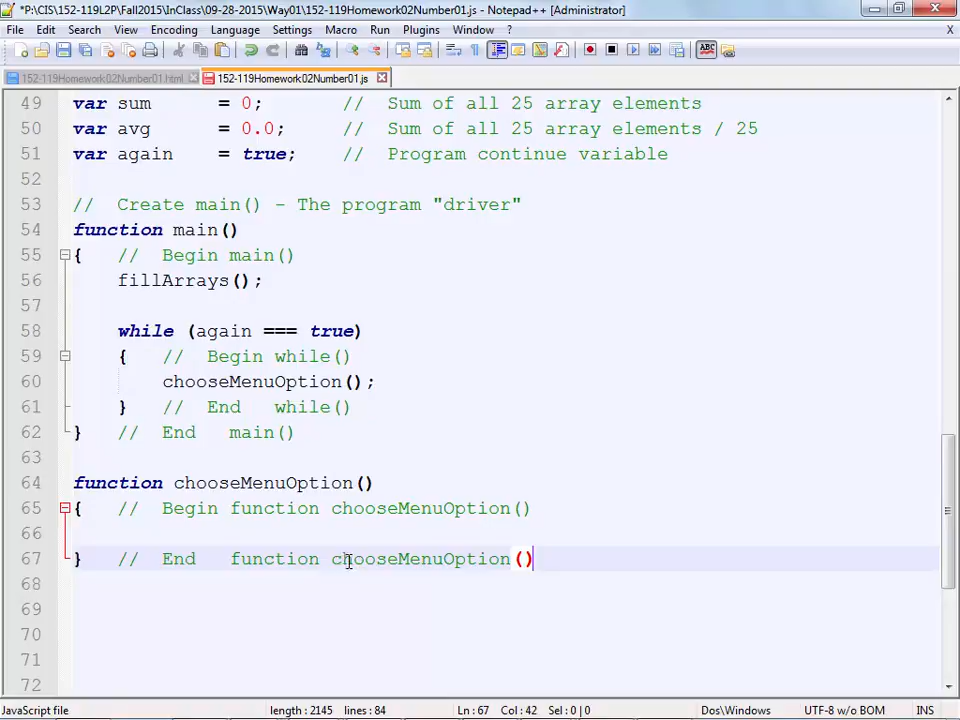 *P:\CIS\152-119L2P\Fall2015\InClass\09-28-2015\Way01\152-119Homework02Number01.js - Notepad++ [Administrator]
File Edit Search View Encoding Language Settings Macro Run Plugins Window ? X
152-119Homework02Number01.html 152-119Homework02Number01.js
49 var sum = 0; // Sum of all 25 array elements
50 var avg = 0.0; // Sum of all 25 array elements / 25
51 var again = true; // Program continue variable
52
53 // Create main() - The program "driver"
54 function main()
55 { // Begin main()
56 fillArrays();
57
58 while (again === true)
59 { // Begin while()
60 chooseMenuOption();
61 } // End while()
62 } // End main()
63
64 function chooseMenuOption()
65 { // Begin function chooseMenuOption()
66
67 } // End function chooseMenuOption()
68
69
70
71
72
JavaScript file length : 2145 lines : 84 Ln : 67 Col : 42 Sel : 0 | 0 Dos\Windows UTF-8 w/o BOM INS